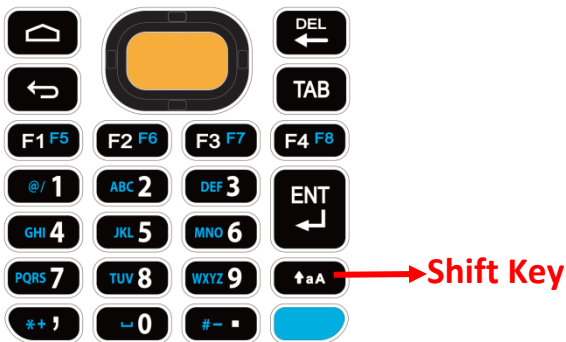 DEL
TAB
F1 F5 F2 F6 F3 F7 F4 F8
@/ 1 ABC 2 DEF 3 ENT
GHI 4 JKL 5 MNO 6
PQRS 7 TUV 8 WXYZ 9 aA Shift Key
*+ , 0 #- .